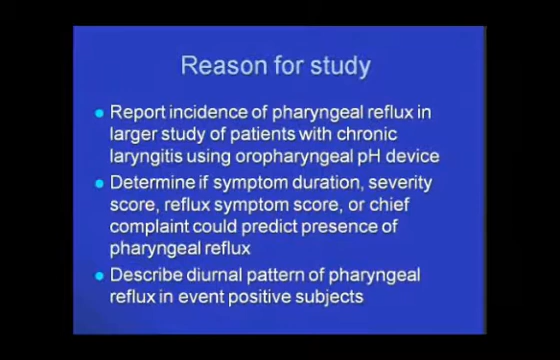 Reason for study
Report incidence of pharyngeal reflux in
larger study of patients with chronic
laryngitis using oropharyngeal pH device
Determine if symptom duration, severity
score, reflux symptom score, or chief
complaint could predict presence of
pharyngeal reflux
Describe diurnal pattern of pharyngeal
reflux in event positive subjects